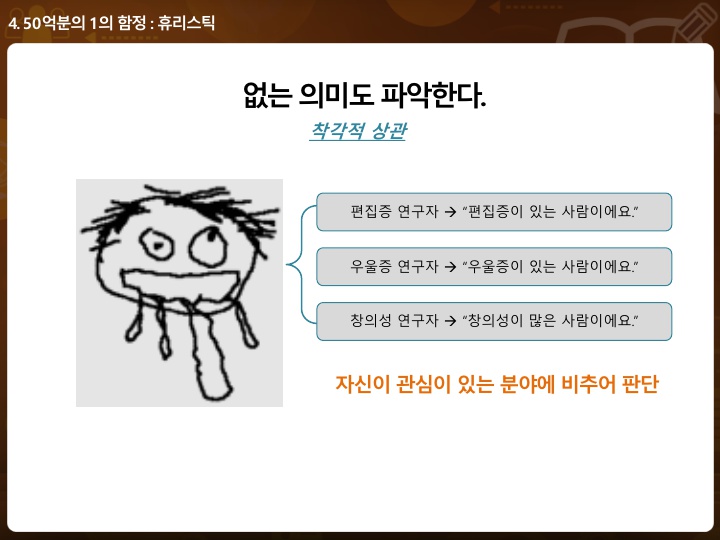 4. 50억분의 1의 함정 : 휴리스틱
없는 의미도 파악한다.
착각적 상관
편집증 연구자 → “편집증이 있는 사람이에요.”
우울증 연구자 → “우울증이 있는 사람이에요.”
창의성 연구자 → “창의성이 많은 사람이에요.”
자신이 관심이 있는 분야에 비추어 판단